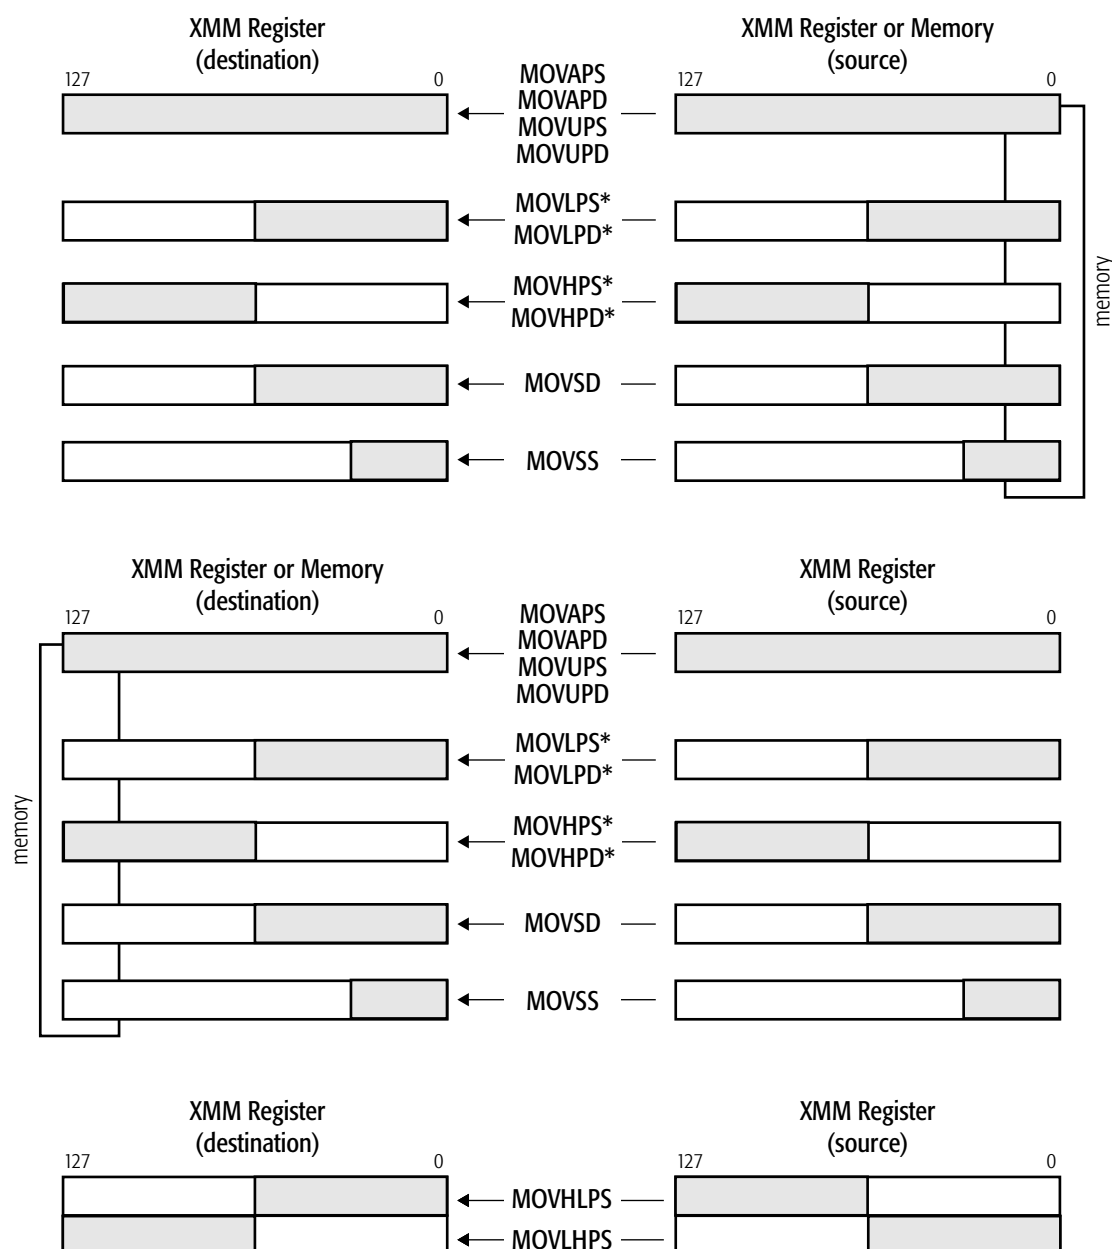 XMM Register
(destination)
XMM Register or Memory
(source)
127 0
127 0
MOVAPS
MOVAPD
MOVUPS
MOVUPD
MOVLPS*
MOVLPD*
MOVHPS*
MOVHPD*
MOVSD
MOVSS
memory
XMM Register or Memory
(destination)
XMM Register
(source)
127 0
127 0
MOVAPS
MOVAPD
MOVUPS
MOVUPD
MOVLPS*
MOVLPD*
MOVHPS*
MOVHPD*
MOVSD
MOVSS
memory
XMM Register
(destination)
XMM Register
(source)
127 0
127 0
MOVHLPS
MOVLHPS